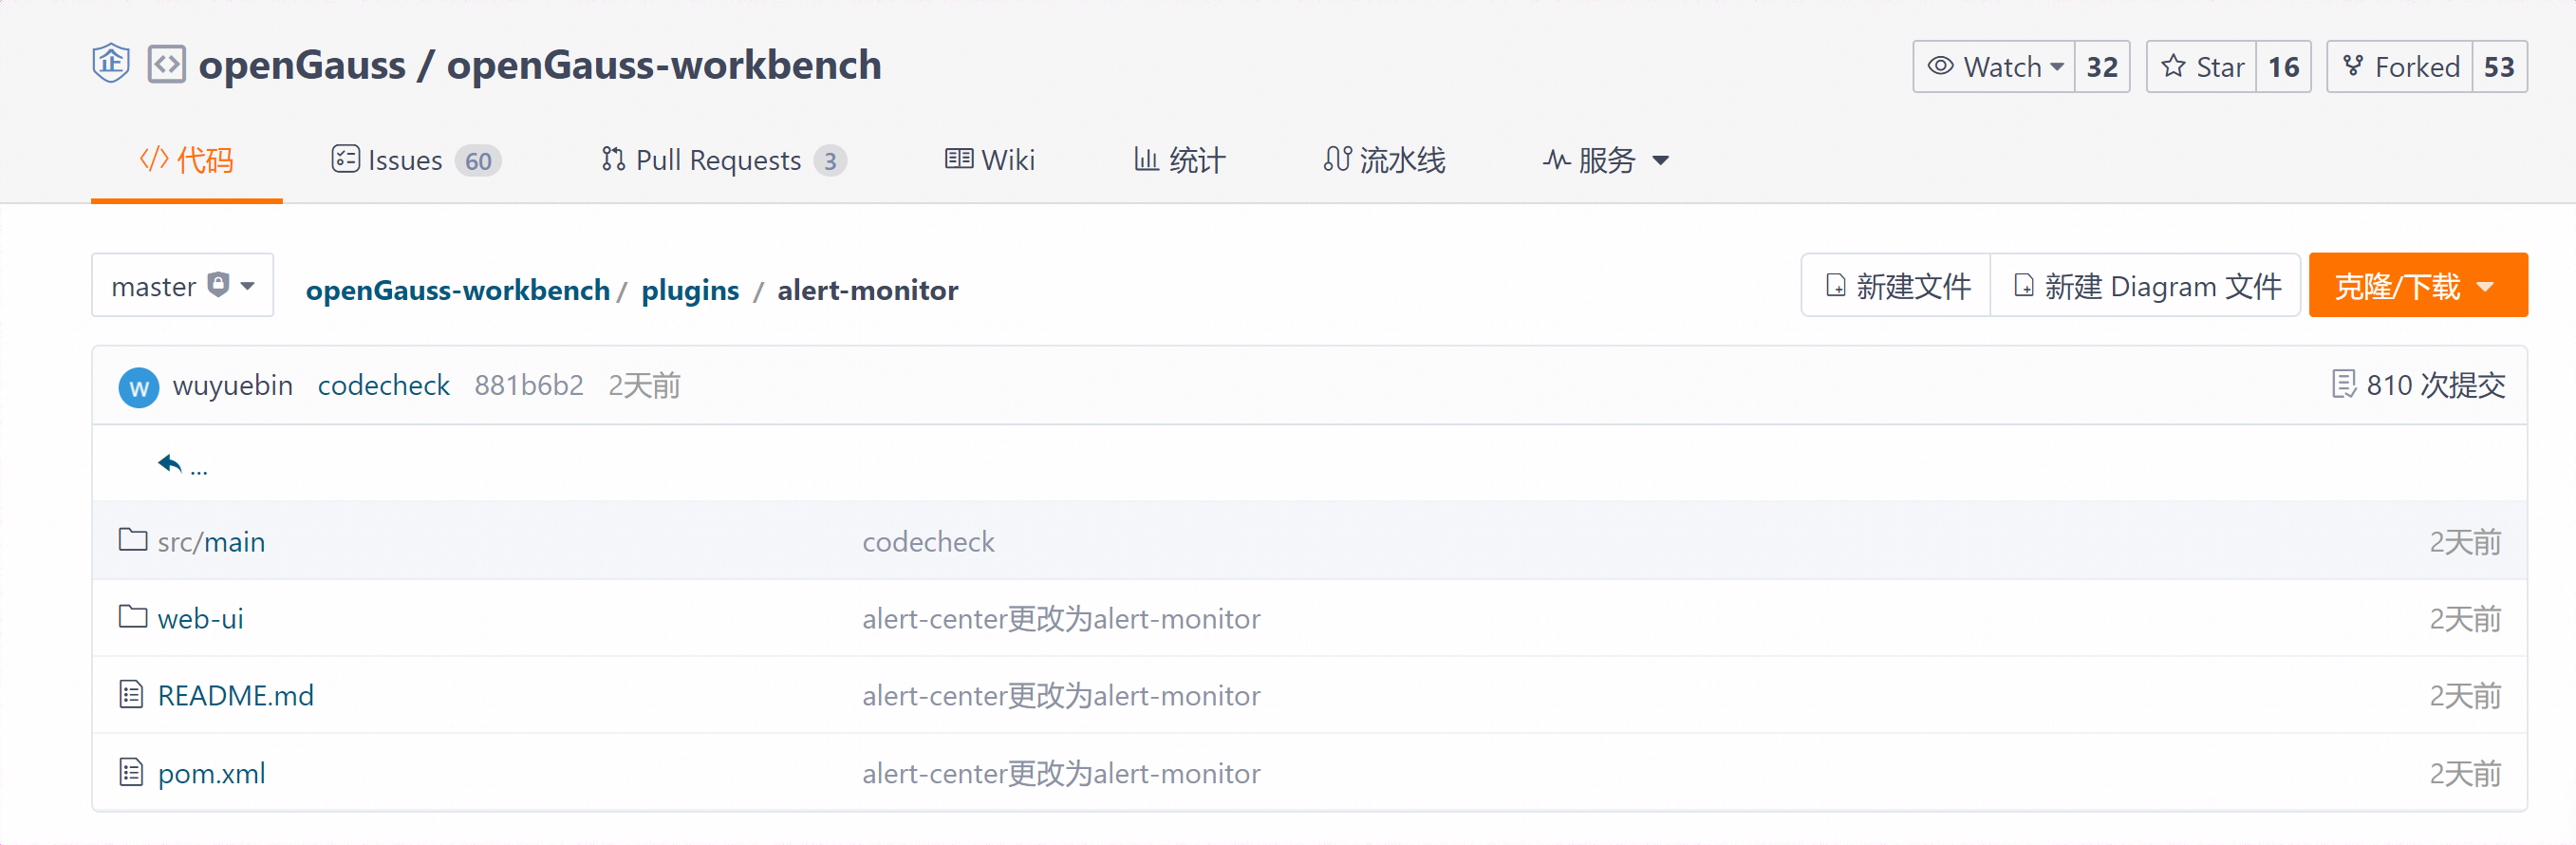 企 openGauss / openGauss-workbench Watch 32 Star 16 Forked 53
代码 Issues 60 Pull Requests 3 Wiki 统计 流水线 服务
master openGauss-workbench / plugins / alert-monitor 新建文件 新建 Diagram 文件 克隆/下载
W wuyuebin codecheck 881b6b2 2天前 810 次提交
...
src/main codecheck 2天前
web-ui alert-center更改为alert-monitor 2天前
README.md alert-center更改为alert-monitor 2天前
pom.xml alert-center更改为alert-monitor 2天前